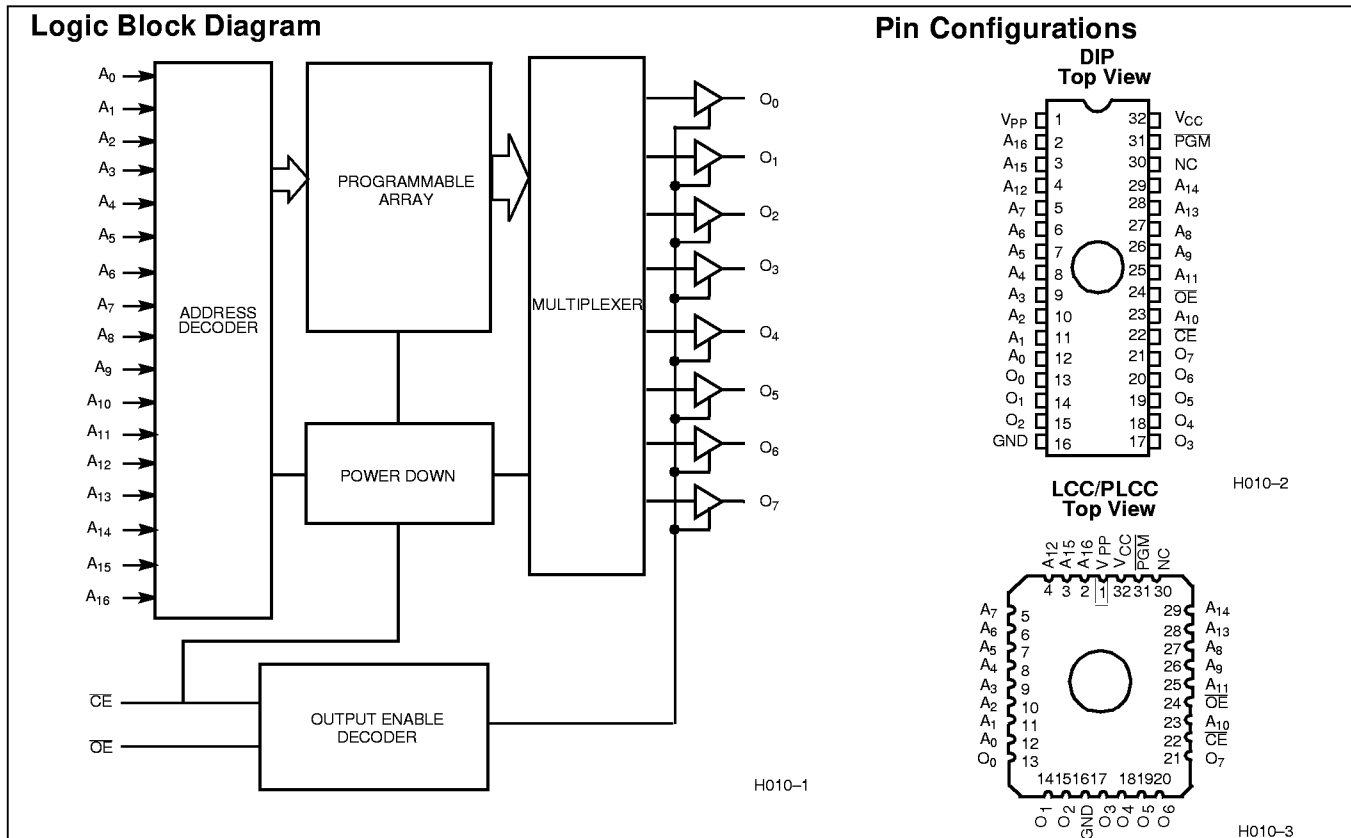 Logic Block Diagram
A0
A1
A2
A3
A4
A5
A6
A7
A8
A9
A10
A11
A12
A13
A14
A15
A16
ADDRESS
DECODER
PROGRAMMABLE
ARRAY
POWER DOWN
MULTIPLEXER
O0
O1
O2
O3
O4
O5
O6
O7
CE
OE
OUTPUT ENABLE
DECODER
H010–1
Pin Configurations
DIP
Top View
VPP 1 32 VCC
A16 2 31 PGM
A15 3 30 NC
A12 4 29 A14
A7 5 28 A13
A6 6 27 A8
A5 7 26 A9
A4 8 25 A11
A3 9 24 OE
A2 10 23 A10
A1 11 22 CE
A0 12 21 O7
O0 13 20 O6
O1 14 19 O5
O2 15 18 O4
GND 16 17 O3
H010–2
LCC/PLCC
Top View
A12 A15 A16 VPP VCC PGM NC
4 3 2 1 32 31 30
A7 5 29 A14
A6 6 28 A13
A5 7 27 A8
A4 8 26 A9
A3 9 25 A11
A2 10 24 OE
A1 11 23 A10
A0 12 22 CE
O0 13 21 O7
14 15 16 17 18 19 20
O1 O2 GND O3 O4 O5 O6
H010–3